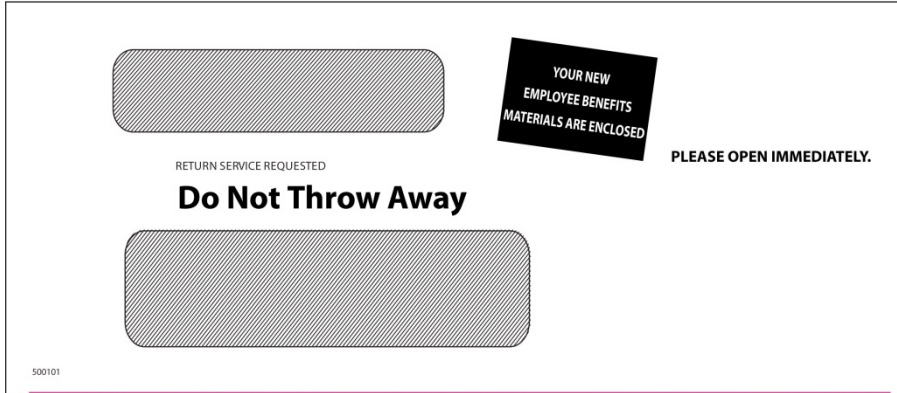 YOUR NEW
EMPLOYEE BENEFITS
MATERIALS ARE ENCLOSED
PLEASE OPEN IMMEDIATELY.
RETURN SERVICE REQUESTED
Do Not Throw Away
500101